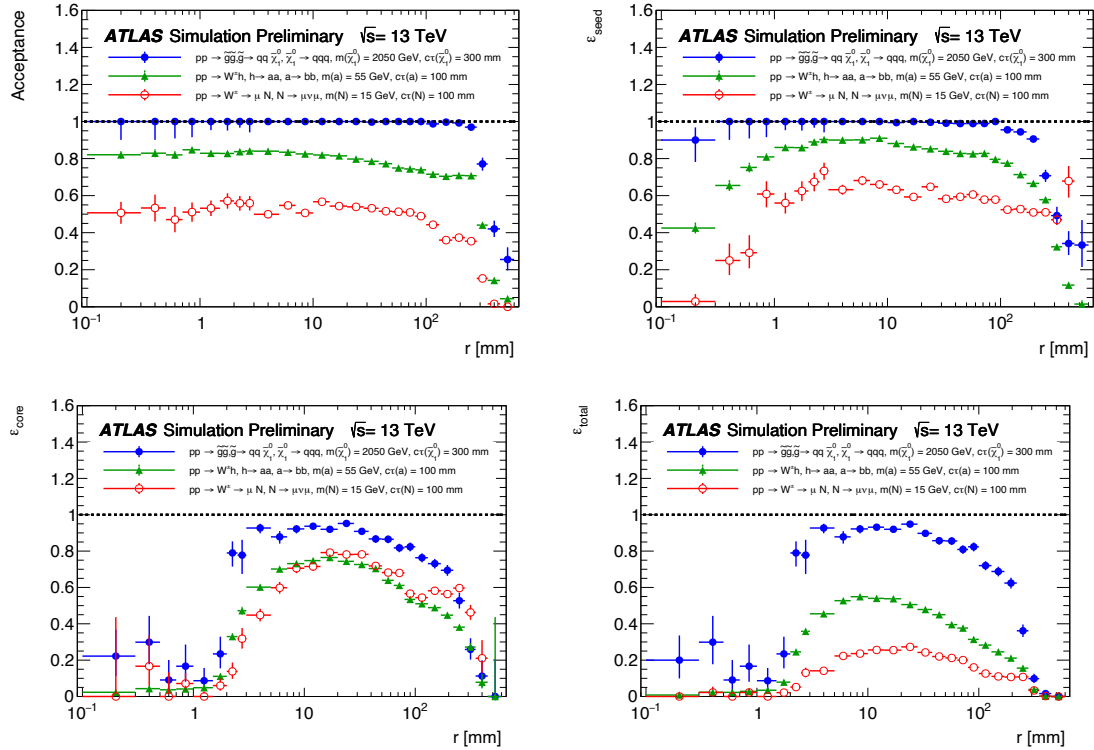 Acceptance
1.6
1.4
1.2
1
0.8
0.6
0.4
0.2
0
ATLAS Simulation Preliminary √s= 13 TeV
pp → g̃g̃,g̃→ qq χ̃₁⁰, χ̃₁⁰ → qqq, m(χ̃₁⁰) = 2050 GeV, cτ(χ̃₁⁰) = 300 mm
pp → W±h, h→ aa, a→ bb, m(a) = 55 GeV, cτ(a) = 100 mm
pp → W± → μ N, N → μνμ, m(N) = 15 GeV, cτ(N) = 100 mm
10⁻¹ 1 10 10²
r [mm]
ε_seed
1.6
1.4
1.2
1
0.8
0.6
0.4
0.2
0
ATLAS Simulation Preliminary √s= 13 TeV
pp → g̃g̃,g̃→ qq χ̃₁⁰, χ̃₁⁰ → qqq, m(χ̃₁⁰) = 2050 GeV, cτ(χ̃₁⁰) = 300 mm
pp → W±h, h→ aa, a→ bb, m(a) = 55 GeV, cτ(a) = 100 mm
pp → W± → μ N, N → μνμ, m(N) = 15 GeV, cτ(N) = 100 mm
10⁻¹ 1 10 10²
r [mm]
ε_core
1.6
1.4
1.2
1
0.8
0.6
0.4
0.2
0
ATLAS Simulation Preliminary √s= 13 TeV
pp → g̃g̃,g̃→ qq χ̃₁⁰, χ̃₁⁰ → qqq, m(χ̃₁⁰) = 2050 GeV, cτ(χ̃₁⁰) = 300 mm
pp → W±h, h→ aa, a→ bb, m(a) = 55 GeV, cτ(a) = 100 mm
pp → W± → μ N, N → μνμ, m(N) = 15 GeV, cτ(N) = 100 mm
10⁻¹ 1 10 10²
r [mm]
ε_total
1.6
1.4
1.2
1
0.8
0.6
0.4
0.2
0
ATLAS Simulation Preliminary √s= 13 TeV
pp → g̃g̃,g̃→ qq χ̃₁⁰, χ̃₁⁰ → qqq, m(χ̃₁⁰) = 2050 GeV, cτ(χ̃₁⁰) = 300 mm
pp → W±h, h→ aa, a→ bb, m(a) = 55 GeV, cτ(a) = 100 mm
pp → W± → μ N, N → μνμ, m(N) = 15 GeV, cτ(N) = 100 mm
10⁻¹ 1 10 10²
r [mm]